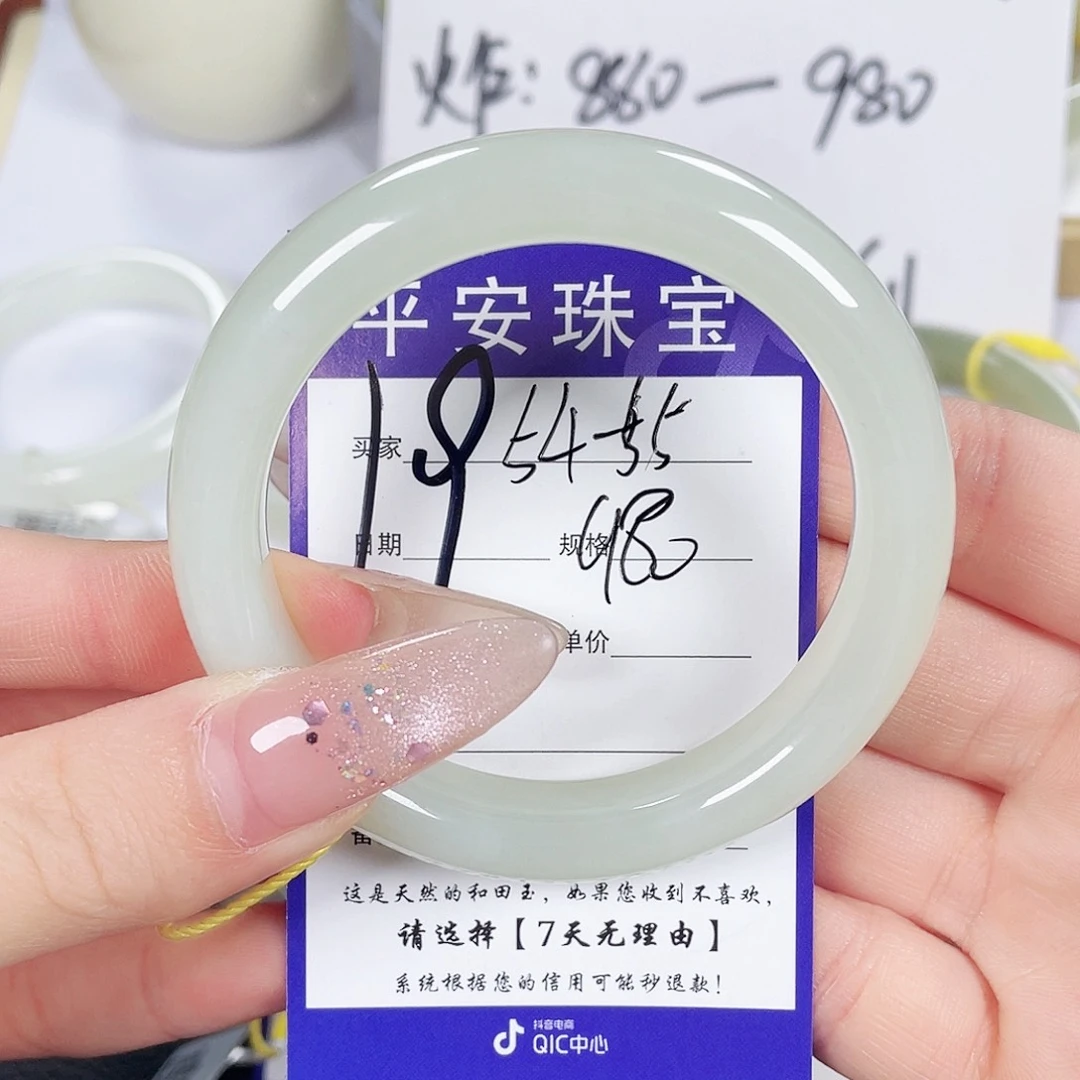 炸: 860—980
平安珠宝
19 54-55
买家
480
日期 规格
单价
这是天然的和田玉，如果您收到不喜欢，
请选择【7天无理由】
系统根据您的信用可能秒退款！
抖音电商
QIC中心